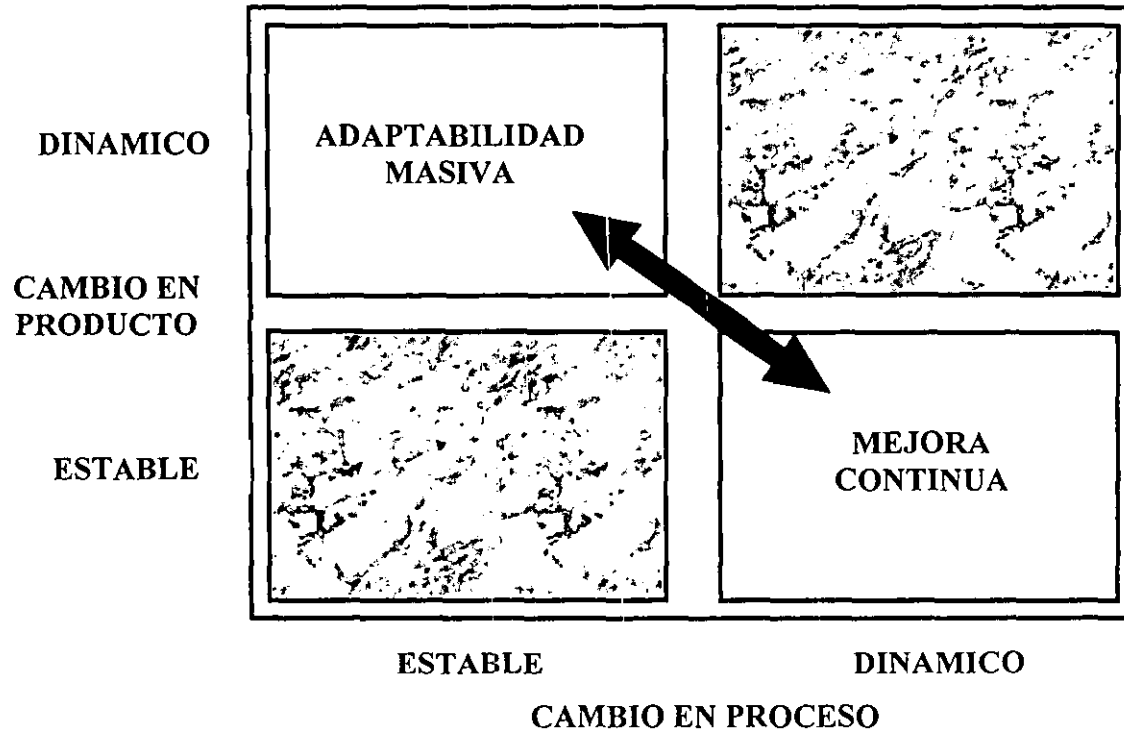 DINAMICO
ADAPTABILIDAD
MASIVA
CAMBIO EN
PRODUCTO
ESTABLE
MEJORA
CONTINUA
ESTABLE
DINAMICO
CAMBIO EN PROCESO